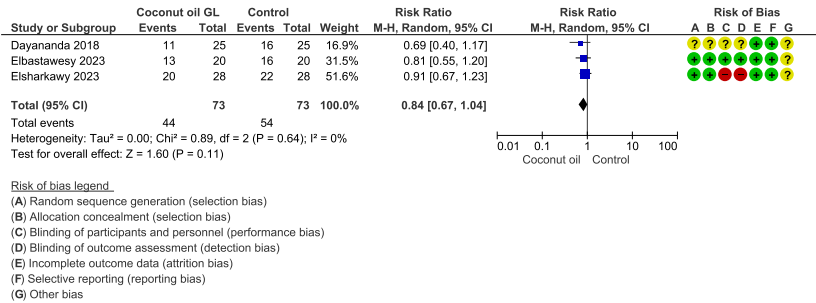 Coconut oil GL Control Risk Ratio Risk Ratio Risk of Bias
Study or Subgroup Events Total Events Total Weight M-H, Random, 95% CI M-H, Random, 95% CI A B C D E F G
Dayananda 2018 11 25 16 25 16.9% 0.69 [0.40, 1.17] ? ? ? ? + + ?
Elbastawesy 2023 13 20 16 20 31.5% 0.81 [0.55, 1.20] + + + + + + ?
Elsharkawy 2023 20 28 22 28 51.6% 0.91 [0.67, 1.23] + + − − + + ?
Total (95% CI) 73 73 100.0% 0.84 [0.67, 1.04]
Total events 44 54
Heterogeneity: Tau² = 0.00; Chi² = 0.89, df = 2 (P = 0.64); I² = 0%
Test for overall effect: Z = 1.60 (P = 0.11)
0.01 0.1 1 10 100
Coconut oil Control
Risk of bias legend
(A) Random sequence generation (selection bias)
(B) Allocation concealment (selection bias)
(C) Blinding of participants and personnel (performance bias)
(D) Blinding of outcome assessment (detection bias)
(E) Incomplete outcome data (attrition bias)
(F) Selective reporting (reporting bias)
(G) Other bias